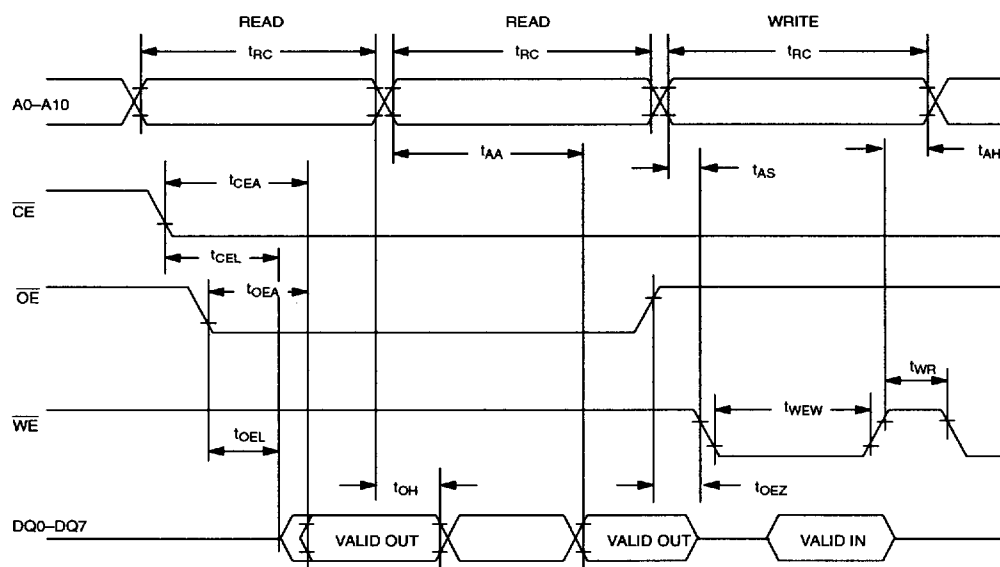 READ READ WRITE
tRC tRC tRC
A0–A10
tAA tAS tAH
tCEA
CE
tCEL
OE tOEA
tWR
WE tWEW
tOEL
tOH tOEZ
DQ0–DQ7 VALID OUT VALID OUT VALID IN